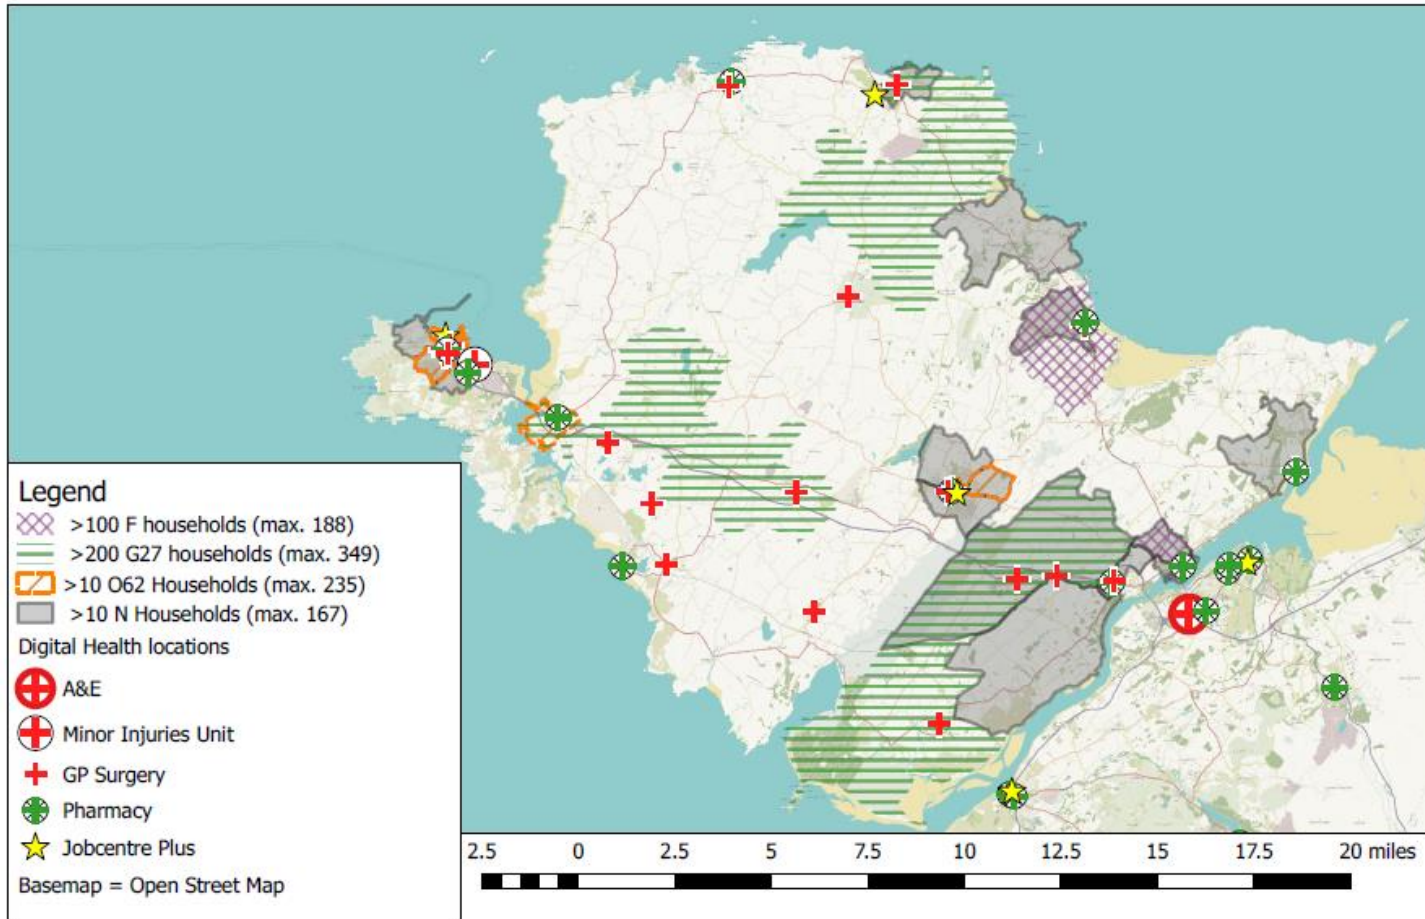 Legend
>100 F households (max. 188)
>200 G27 households (max. 349)
>10 O62 Households (max. 235)
>10 N Households (max. 167)
Digital Health locations
A&E
Minor Injuries Unit
GP Surgery
Pharmacy
Jobcentre Plus
Basemap = Open Street Map
2.5 0 2.5 5 7.5 10 12.5 15 17.5 20 miles